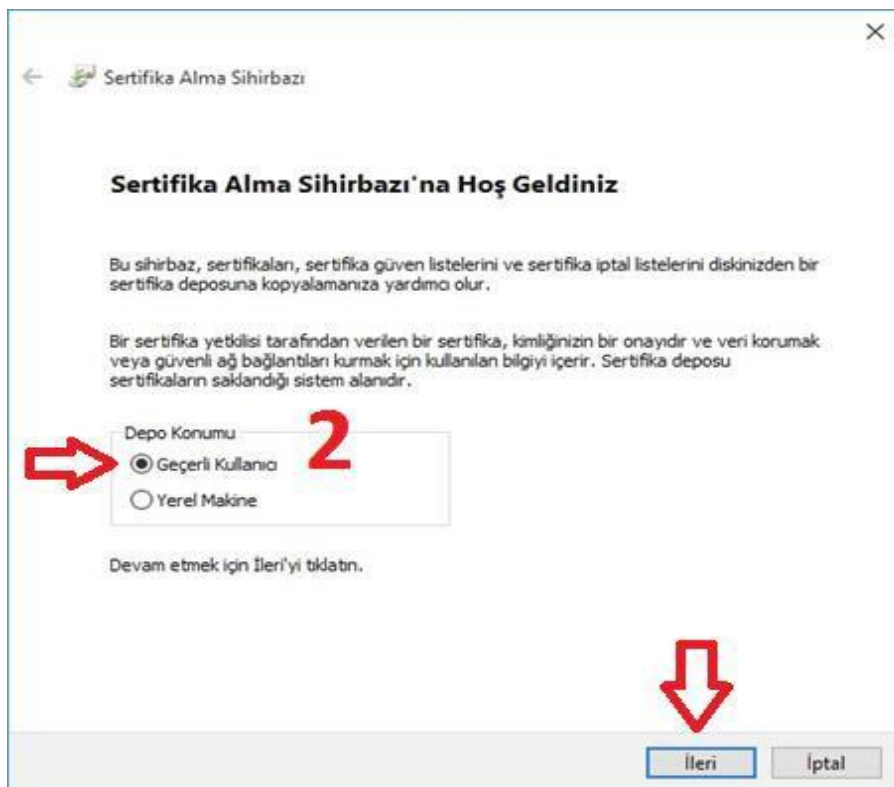 Sertifika Alma Sihirbazı
Sertifika Alma Sihirbazı'na Hoş Geldiniz
Bu sihirbaz, sertifikaları, sertifika güven listelerini ve sertifika iptal listelerini diskinizden bir
sertifika deposuna kopyalamanıza yardımcı olur.
Bir sertifika yetkilisi tarafından verilen bir sertifika, kimliğinizin bir onayıdır ve veri korumak
veya güvenli ağ bağlantıları kurmak için kullanılan bilgiyi içerir. Sertifika deposu
sertifikaların saklandığı sistem alanıdır.
Depo Konumu
2
Geçerli Kullanıcı
Yerel Makine
Devam etmek için İleri'yi tıklatın.
İleri
İptal